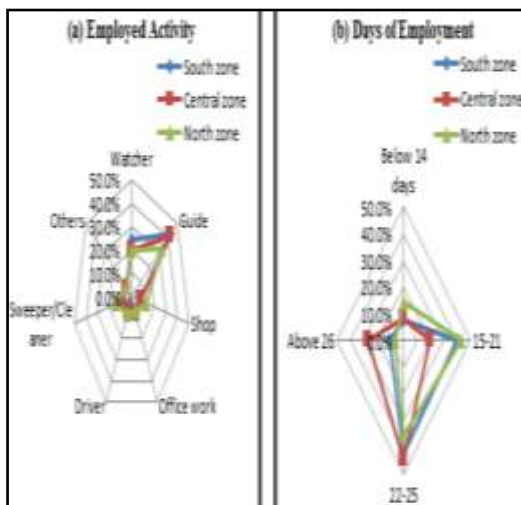 (a) Employed Activity
South zone
Central zone
North zone
Watcher
50.0%
40.0%
30.0%
20.0%
10.0%
0.0%
Others
Guide
Sweeper/Cle
aner
Shop
Driver
Office work
(b) Days of Employment
South zone
Central zone
North zone
Below 14
days
50.0%
40.0%
30.0%
20.0%
10.0%
0.0%
Above 26
15-21
22-25